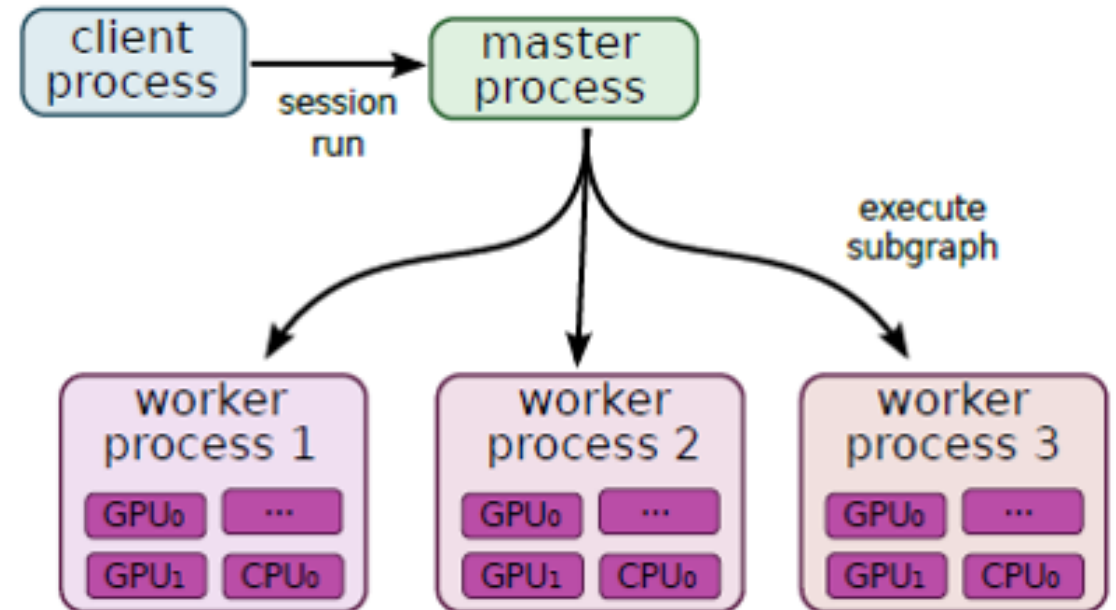 client
process
session
run
master
process
execute
subgraph
worker
process 1
GPU₀
...
GPU₁
CPU₀
worker
process 2
GPU₀
...
GPU₁
CPU₀
worker
process 3
GPU₀
...
GPU₁
CPU₀